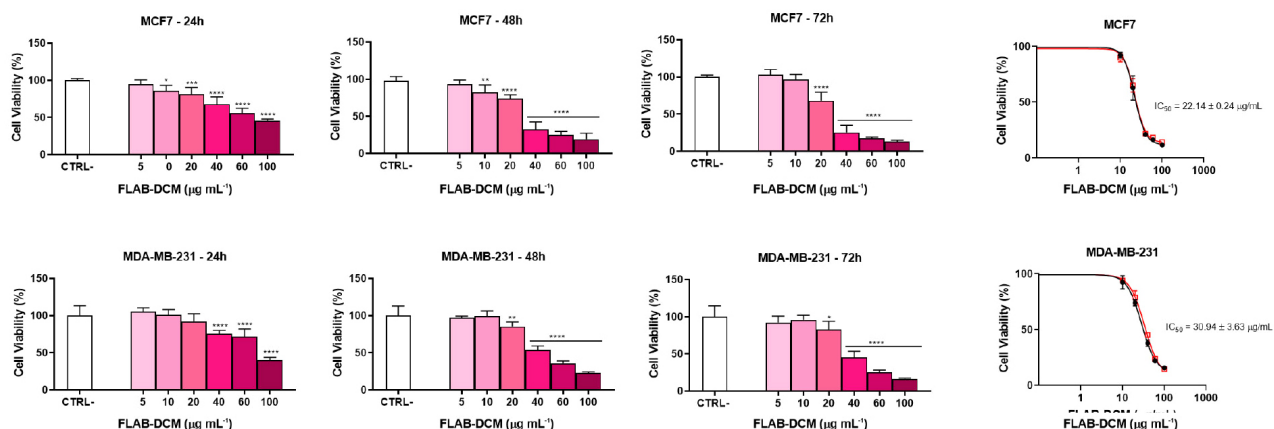 MCF7 - 24h
Cell Viability (%)
150
100
50
0
* *** **** **** ****
CTRL- 5 0 20 40 60 100
FLAB-DCM (µg mL⁻¹)
MCF7 - 48h
Cell Viability (%)
150
100
50
0
** **** ****
CTRL- 5 10 20 40 60 100
FLAB-DCM (µg mL⁻¹)
MCF7 - 72h
Cell Viability (%)
150
100
50
0
**** ****
CTRL- 5 10 20 40 60 100
FLAB-DCM (µg mL⁻¹)
MCF7
Cell Viability (%)
100
50
0
IC50 = 22.14 ± 0.24 µg/mL
1 10 100 1000
FLAB-DCM (µg mL⁻¹)
MDA-MB-231 - 24h
Cell Viability (%)
150
100
50
0
**** **** ****
CTRL- 5 10 20 40 60 100
FLAB-DCM (µg mL⁻¹)
MDA-MB-231 - 48h
Cell Viability (%)
150
100
50
0
** ****
CTRL- 5 10 20 40 60 100
FLAB-DCM (µg mL⁻¹)
MDA-MB-231 - 72h
Cell Viability (%)
150
100
50
0
* ****
CTRL- 5 10 20 40 60 100
FLAB-DCM (µg mL⁻¹)
MDA-MB-231
Cell Viability (%)
100
50
0
IC50 = 30.94 ± 3.63 µg/mL
1 10 100 1000
FLAB-DCM (µg mL⁻¹)